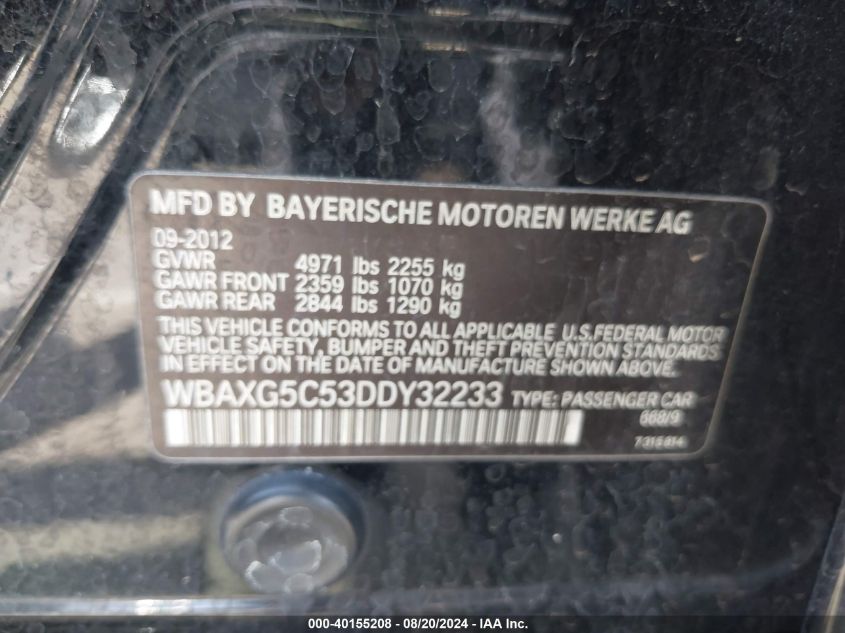 MFD BY BAYERISCHE MOTOREN WERKE AG
09-2012
GVWR 4971 lbs 2255 kg
GAWR FRONT 2359 lbs 1070 kg
GAWR REAR 2844 lbs 1290 kg
THIS VEHICLE CONFORMS TO ALL APPLICABLE U.S.FEDERAL MOTOR
VEHICLE SAFETY, BUMPER AND THEFT PREVENTION STANDARDS
IN EFFECT ON THE DATE OF MANUFACTURE SHOWN ABOVE.
WBAXG5C53DDY32233 TYPE: PASSENGER CAR
668/9
7315814
000-40155208 - 08/20/2024 - IAA Inc.